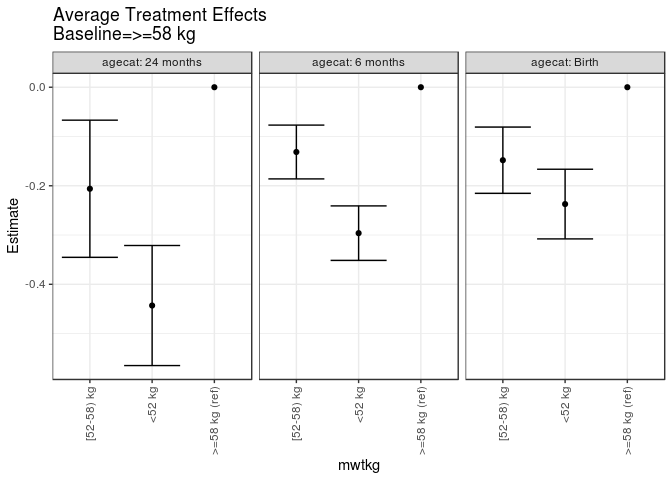 Average Treatment Effects
Baseline=>=58 kg
agecat: 24 months
agecat: 6 months
agecat: Birth
0.0
-0.2
-0.4
Estimate
[52-58) kg
<52 kg
>=58 kg (ref)
[52-58) kg
<52 kg
>=58 kg (ref)
[52-58) kg
<52 kg
>=58 kg (ref)
mwtkg